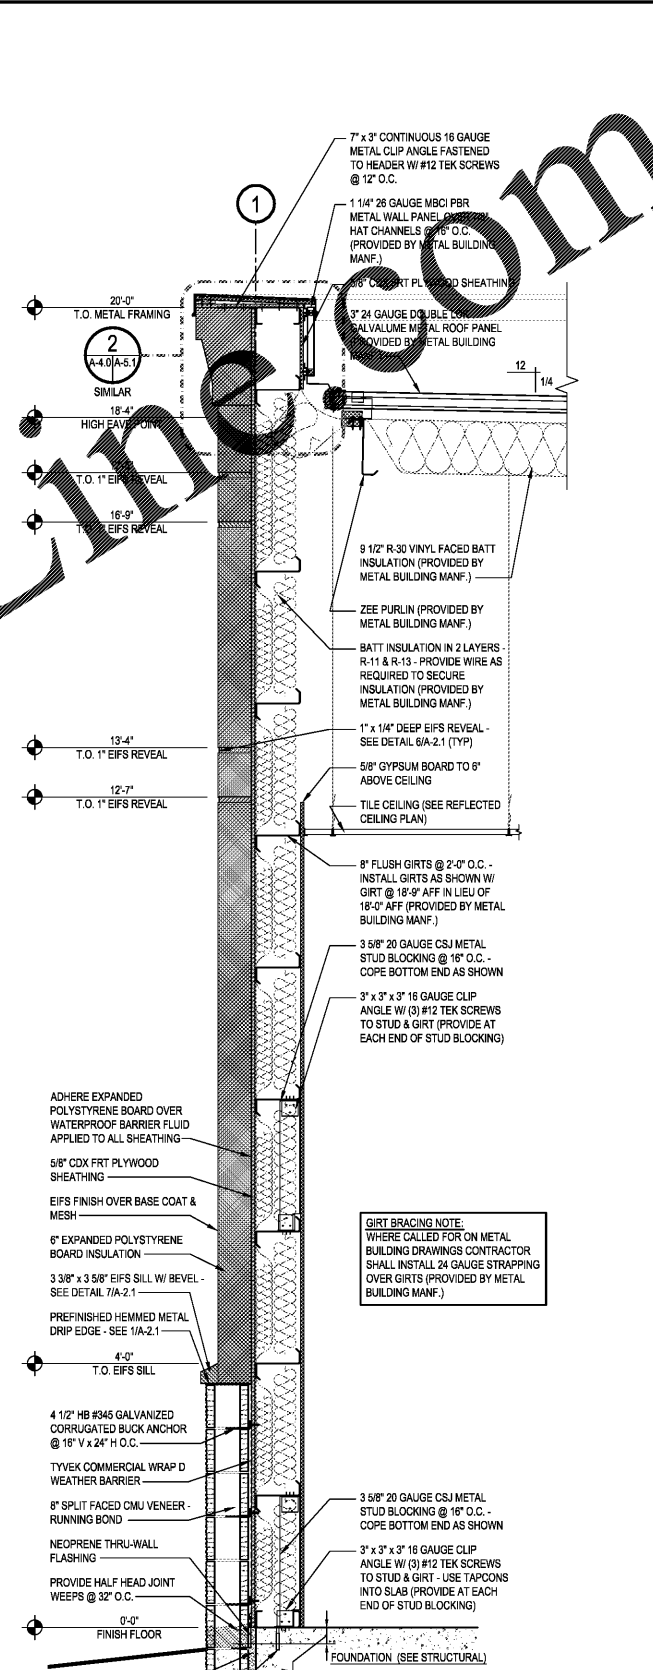 7" x 3" CONTINUOUS 16 GAUGE
METAL CLIP ANGLE FASTENED
TO HEADER W/ #12 TEK SCREWS
@ 12" O.C.
1
1 1/4" 26 GAUGE MBCI PBR
METAL WALL PANEL OVER
HAT CHANNELS @ 16" O.C.
(PROVIDED BY METAL BUILDING
MANF.)
5/8" CDX FRT PLYWOOD SHEATHING
3" 24 GAUGE DOUBLE LOK
GALVALUME METAL ROOF PANEL
(PROVIDED BY METAL BUILDING
20'-0"
T.O. METAL FRAMING
2
A-4.0 A-5.1
SIMILAR
12
1/4
18'-4"
HIGH EAVE POINT
T.O. 1" EIFS REVEAL
16'-9"
EIFS REVEAL
Line
com
9 1/2" R-30 VINYL FACED BATT
INSULATION (PROVIDED BY
METAL BUILDING MANF.)
ZEE PURLIN (PROVIDED BY
METAL BUILDING MANF.)
BATT INSULATION IN 2 LAYERS -
R-11 & R-13 - PROVIDE WIRE AS
REQUIRED TO SECURE
INSULATION (PROVIDED BY
METAL BUILDING MANF.)
13'-4"
T.O. 1" EIFS REVEAL
1" x 1/4" DEEP EIFS REVEAL -
SEE DETAIL 6/A-2.1 (TYP)
12'-7"
T.O. 1" EIFS REVEAL
5/8" GYPSUM BOARD TO 6"
ABOVE CEILING
TILE CEILING (SEE REFLECTED
CEILING PLAN)
8" FLUSH GIRTS @ 2'-0" O.C. -
INSTALL GIRTS AS SHOWN W/
GIRT @ 18'-9" AFF IN LIEU OF
18'-0" AFF (PROVIDED BY METAL
BUILDING MANF.)
3 5/8" 20 GAUGE CSJ METAL
STUD BLOCKING @ 16" O.C. -
COPE BOTTOM END AS SHOWN
3" x 3" x 3" 16 GAUGE CLIP
ANGLE W/ (3) #12 TEK SCREWS
TO STUD & GIRT (PROVIDE AT
EACH END OF STUD BLOCKING)
ADHERE EXPANDED
POLYSTYRENE BOARD OVER
WATERPROOF BARRIER FLUID
APPLIED TO ALL SHEATHING
5/8" CDX FRT PLYWOOD
SHEATHING
EIFS FINISH OVER BASE COAT &
MESH
6" EXPANDED POLYSTYRENE
BOARD INSULATION
3 3/8" x 3 5/8" EIFS SILL W/ BEVEL -
SEE DETAIL 7/A-2.1
PREFINISHED HEMMED METAL
DRIP EDGE - SEE 1/A-2.1
GIRT BRACING NOTE:
WHERE CALLED FOR ON METAL
BUILDING DRAWINGS CONTRACTOR
SHALL INSTALL 24 GAUGE STRAPPING
OVER GIRTS (PROVIDED BY METAL
BUILDING MANF.)
4'-0"
T.O. EIFS SILL
4 1/2" HB #345 GALVANIZED
CORRUGATED BUCK ANCHOR
@ 16" V x 24" H O.C.
TYVEK COMMERCIAL WRAP D
WEATHER BARRIER
8" SPLIT FACED CMU VENEER -
RUNNING BOND
NEOPRENE THRU-WALL
FLASHING
PROVIDE HALF HEAD JOINT
WEEPS @ 32" O.C.
3 5/8" 20 GAUGE CSJ METAL
STUD BLOCKING @ 16" O.C. -
COPE BOTTOM END AS SHOWN
3" x 3" x 3" 16 GAUGE CLIP
ANGLE W/ (3) #12 TEK SCREWS
TO STUD & GIRT - USE TAPCONS
INTO SLAB (PROVIDE AT EACH
END OF STUD BLOCKING)
0'-0"
FINISH FLOOR
FOUNDATION (SEE STRUCTURAL)